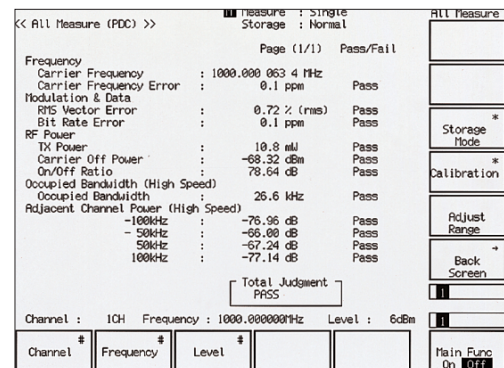 Measure : Single
All Measure
<< All Measure (PDC) >>
Storage : Normal
Page (1/1) Pass/Fail
Frequency
Carrier Frequency : 1000.000 063 4 MHz
Carrier Frequency Error : 0.1 ppm Pass
Modulation & Data
RMS Vector Error : 0.72 % (rms) Pass
Bit Rate Error : 0.1 ppm Pass
RF Power
TX Power : 10.8 mW Pass
Carrier Off Power : -68.32 dBm Pass
On/Off Ratio : 78.64 dB Pass
Occupied Bandwidth (High Speed)
Occupied Bandwidth : 26.6 kHz Pass
Adjacent Channel Power (High Speed)
-100kHz : -76.96 dB Pass
- 50kHz : -66.00 dB Pass
50kHz : -67.24 dB Pass
100kHz : -77.14 dB Pass
Total Judgment
PASS
Channel : 1CH Frequency : 1000.000000MHz Level : 6dBm
# Channel
# Frequency
# Level
*
Storage
Mode
*
Calibration
Adjust
Range
→
Back
Screen
1
1
Main Func
On Off